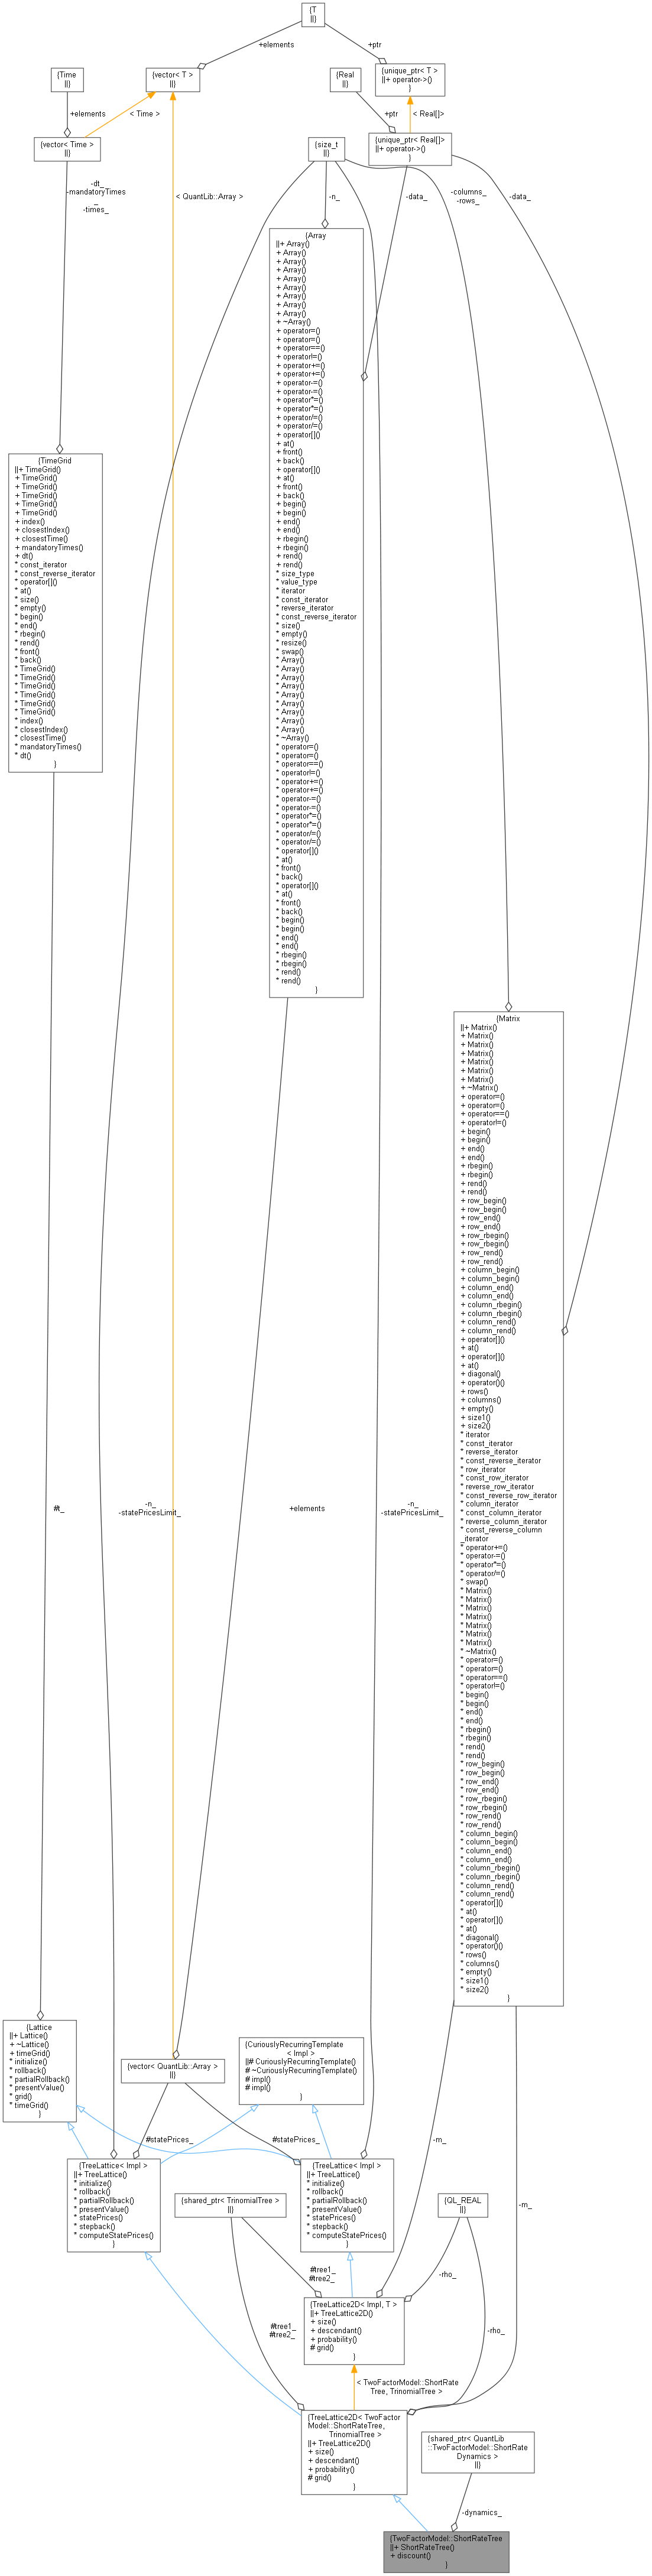 {T
||}
+elements
+ptr
{Time
||}
{vector< T >
||}
{Real
||}
{unique_ptr< T >
||+ operator->()
}
+elements
< Time >
+ptr
< Real[]>
{vector< Time >
||}
{size_t
||}
{unique_ptr< Real[]>
||+ operator->()
}
-dt_
-mandatoryTimes
_
-times_
< QuantLib::Array >
-n_
-data_
-columns_
-rows_
-data_
{Array
||+ Array()
+ Array()
+ Array()
+ Array()
+ Array()
+ Array()
+ Array()
+ Array()
+ Array()
+ ~Array()
+ operator=()
+ operator=()
+ operator==()
+ operator!=()
+ operator+=()
+ operator+=()
+ operator-=()
+ operator-=()
+ operator*=()
+ operator*=()
+ operator/=()
+ operator/=()
+ operator[]()
+ at()
+ front()
+ back()
+ operator[]()
+ at()
+ front()
+ back()
+ begin()
+ begin()
+ end()
+ end()
+ rbegin()
+ rbegin()
+ rend()
+ rend()
* size_type
* value_type
* iterator
* const_iterator
* reverse_iterator
* const_reverse_iterator
* size()
* empty()
* resize()
* swap()
* Array()
* Array()
* Array()
* Array()
* Array()
* Array()
* Array()
* Array()
* Array()
* ~Array()
* operator=()
* operator=()
* operator==()
* operator!=()
* operator+=()
* operator+=()
* operator-=()
* operator-=()
* operator*=()
* operator*=()
* operator/=()
* operator/=()
* operator[]()
* at()
* front()
* back()
* operator[]()
* at()
* front()
* back()
* begin()
* begin()
* end()
* end()
* rbegin()
* rbegin()
* rend()
* rend()
}
{TimeGrid
||+ TimeGrid()
+ TimeGrid()
+ TimeGrid()
+ TimeGrid()
+ TimeGrid()
+ TimeGrid()
+ index()
+ closestIndex()
+ closestTime()
+ mandatoryTimes()
+ dt()
* const_iterator
* const_reverse_iterator
* operator[]()
* at()
* size()
* empty()
* begin()
* end()
* rbegin()
* rend()
* front()
* back()
* TimeGrid()
* TimeGrid()
* TimeGrid()
* TimeGrid()
* TimeGrid()
* TimeGrid()
* index()
* closestIndex()
* closestTime()
* mandatoryTimes()
* dt()
}
{Matrix
||+ Matrix()
+ Matrix()
+ Matrix()
+ Matrix()
+ Matrix()
+ Matrix()
+ Matrix()
+ ~Matrix()
+ operator=()
+ operator=()
+ operator==()
+ operator!=()
+ begin()
+ begin()
+ end()
+ end()
+ rbegin()
+ rbegin()
+ rend()
+ rend()
+ row_begin()
+ row_begin()
+ row_end()
+ row_end()
+ row_rbegin()
+ row_rbegin()
+ row_rend()
+ row_rend()
+ column_begin()
+ column_begin()
+ column_end()
+ column_end()
+ column_rbegin()
+ column_rbegin()
+ column_rend()
+ column_rend()
+ operator[]()
+ at()
+ operator[]()
+ at()
+ diagonal()
+ operator()()
+ rows()
+ columns()
+ empty()
+ size1()
+ size2()
* iterator
* const_iterator
* reverse_iterator
* const_reverse_iterator
* row_iterator
* const_row_iterator
* reverse_row_iterator
* const_reverse_row_iterator
* column_iterator
* const_column_iterator
* reverse_column_iterator
* const_reverse_column
_iterator
* operator+=()
* operator-=()
* operator*=()
* operator/=()
* swap()
* Matrix()
* Matrix()
* Matrix()
* Matrix()
* Matrix()
* Matrix()
* Matrix()
* ~Matrix()
* operator=()
* operator=()
* operator==()
* operator!=()
* begin()
* begin()
* end()
* end()
* rbegin()
* rbegin()
* rend()
* rend()
* row_begin()
* row_begin()
* row_end()
* row_end()
* row_rbegin()
* row_rbegin()
* row_rend()
* row_rend()
* column_begin()
* column_begin()
* column_end()
* column_end()
* column_rbegin()
* column_rbegin()
* column_rend()
* column_rend()
* operator[]()
* at()
* operator[]()
* at()
* diagonal()
* operator()()
* rows()
* columns()
* empty()
* size1()
* size2()
}
#t_
-n_
-statePricesLimit_
+elements
-n_
-statePricesLimit_
{Lattice
||+ Lattice()
+ ~Lattice()
+ timeGrid()
* initialize()
* rollback()
* partialRollback()
* presentValue()
* grid()
* timeGrid()
}
{vector< QuantLib::Array >
||}
{CuriouslyRecurringTemplate
< Impl >
||# CuriouslyRecurringTemplate()
# ~CuriouslyRecurringTemplate()
# impl()
# impl()
}
#statePrices_
#statePrices_
-m_
{TreeLattice< Impl >
||+ TreeLattice()
* initialize()
* rollback()
* partialRollback()
* presentValue()
* statePrices()
* stepback()
* computeStatePrices()
}
{TreeLattice< Impl >
||+ TreeLattice()
* initialize()
* rollback()
* partialRollback()
* presentValue()
* statePrices()
* stepback()
* computeStatePrices()
}
{shared_ptr< TrinomialTree >
||}
{QL_REAL
||}
-m_
#tree1_
#tree2_
-rho_
{TreeLattice2D< Impl, T >
||+ TreeLattice2D()
+ size()
+ descendant()
+ probability()
# grid()
}
#tree1_
#tree2_
-rho_
< TwoFactorModel::ShortRate
Tree, TrinomialTree >
{TreeLattice2D< TwoFactor
Model::ShortRateTree,
TrinomialTree >
||+ TreeLattice2D()
+ size()
+ descendant()
+ probability()
# grid()
}
{shared_ptr< QuantLib
::TwoFactorModel::ShortRate
Dynamics >
||}
-dynamics_
{TwoFactorModel::ShortRateTree
||+ ShortRateTree()
+ discount()
}